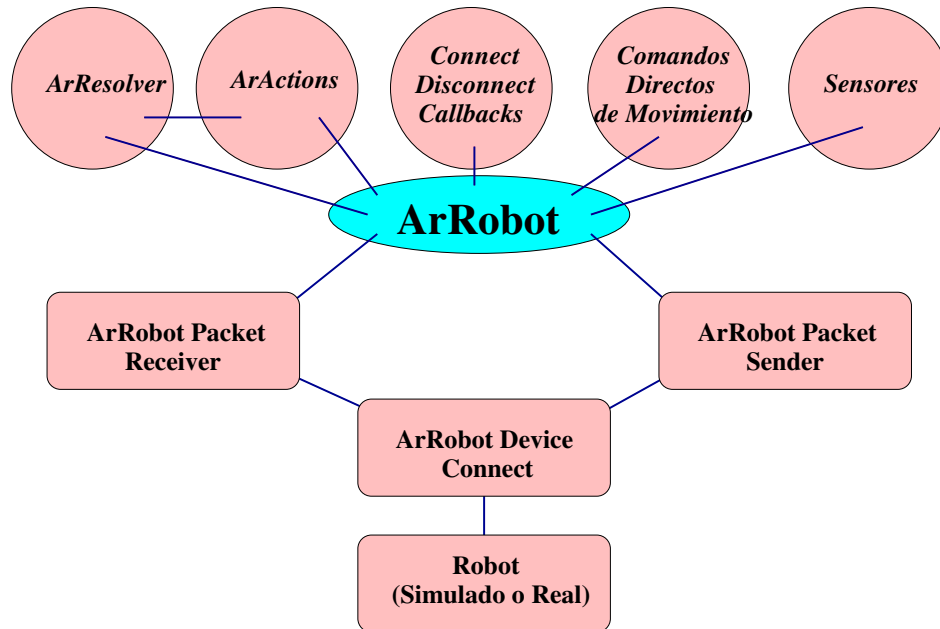 ArResolver
ArActions
Connect
Disconnect
Callbacks
Comandos
Directos
de Movimiento
Sensores
ArRobot
ArRobot Packet
Receiver
ArRobot Packet
Sender
ArRobot Device
Connect
Robot
(Simulado o Real)